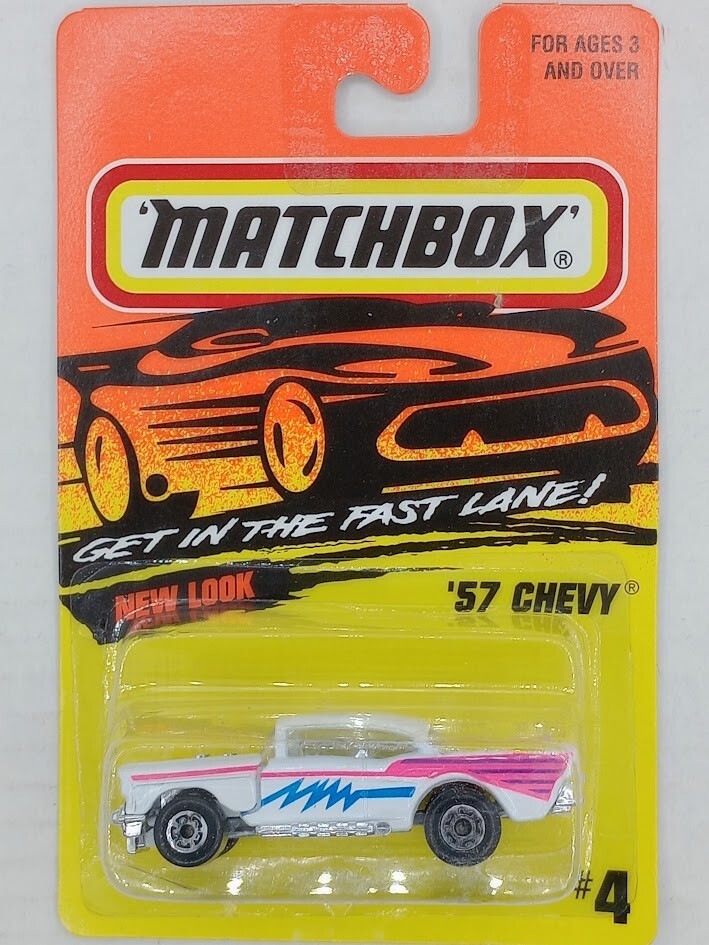 FOR AGES 3
AND OVER
'MATCHBOX'®
GET IN THE FAST LANE!
NEW LOOK
'57 CHEVY®
#4